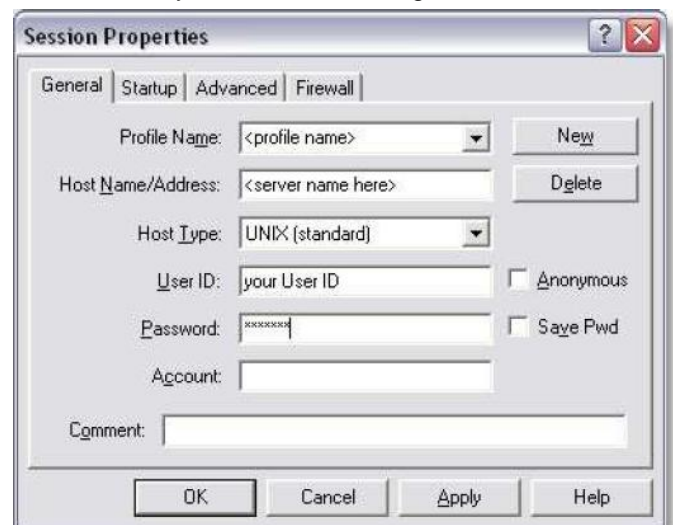 Session Properties ?
General Startup Advanced Firewall
Profile Name: <profile name> New
Host Name/Address: <server name here> Delete
Host Type: UNIX (standard)
User ID: your User ID Anonymous
Password: ******* Save Pwd
Account:
Comment:
OK Cancel Apply Help